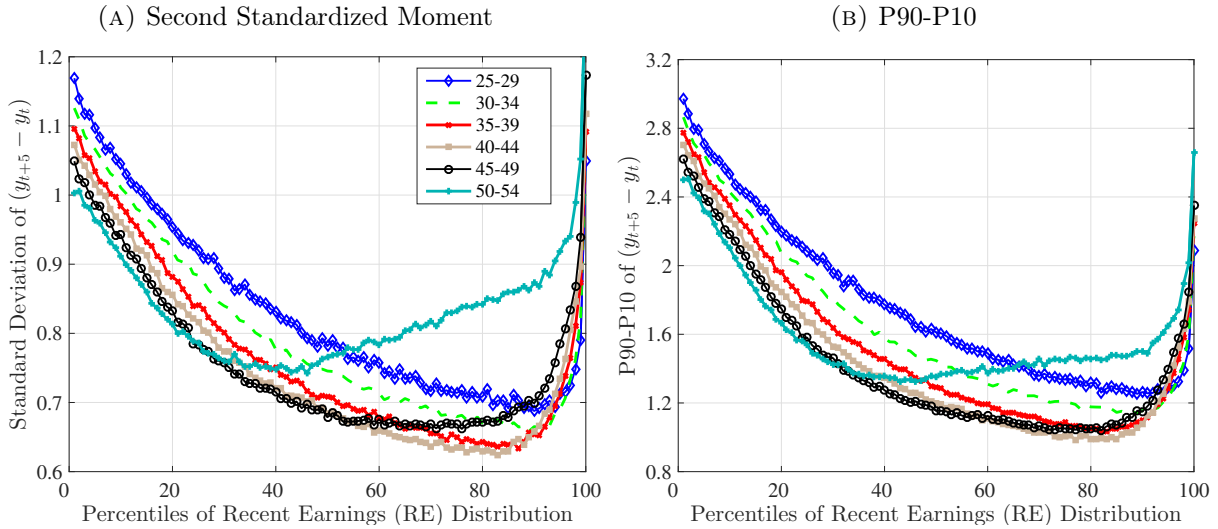 (A) Second Standardized Moment
1.2
1.1
1
0.9
0.8
0.7
0.6
Standard Deviation of (y_{t+5} − y_t)
25-29
30-34
35-39
40-44
45-49
50-54
0 20 40 60 80 100
Percentiles of Recent Earnings (RE) Distribution
(B) P90-P10
3.2
2.8
2.4
2
1.6
1.2
0.8
P90-P10 of (y_{t+5} − y_t)
0 20 40 60 80 100
Percentiles of Recent Earnings (RE) Distribution